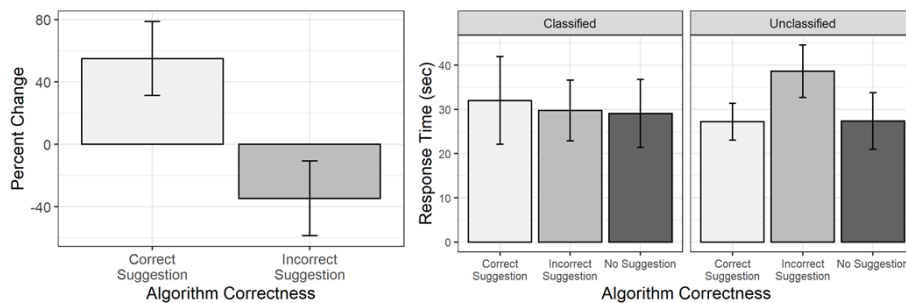 80
40
0
-40
Percent Change
Correct
Suggestion
Incorrect
Suggestion
Algorithm Correctness
Classified
Unclassified
40
30
20
10
0
Response Time (sec)
Correct
Suggestion
Incorrect
Suggestion
No Suggestion
Correct
Suggestion
Incorrect
Suggestion
No Suggestion
Algorithm Correctness